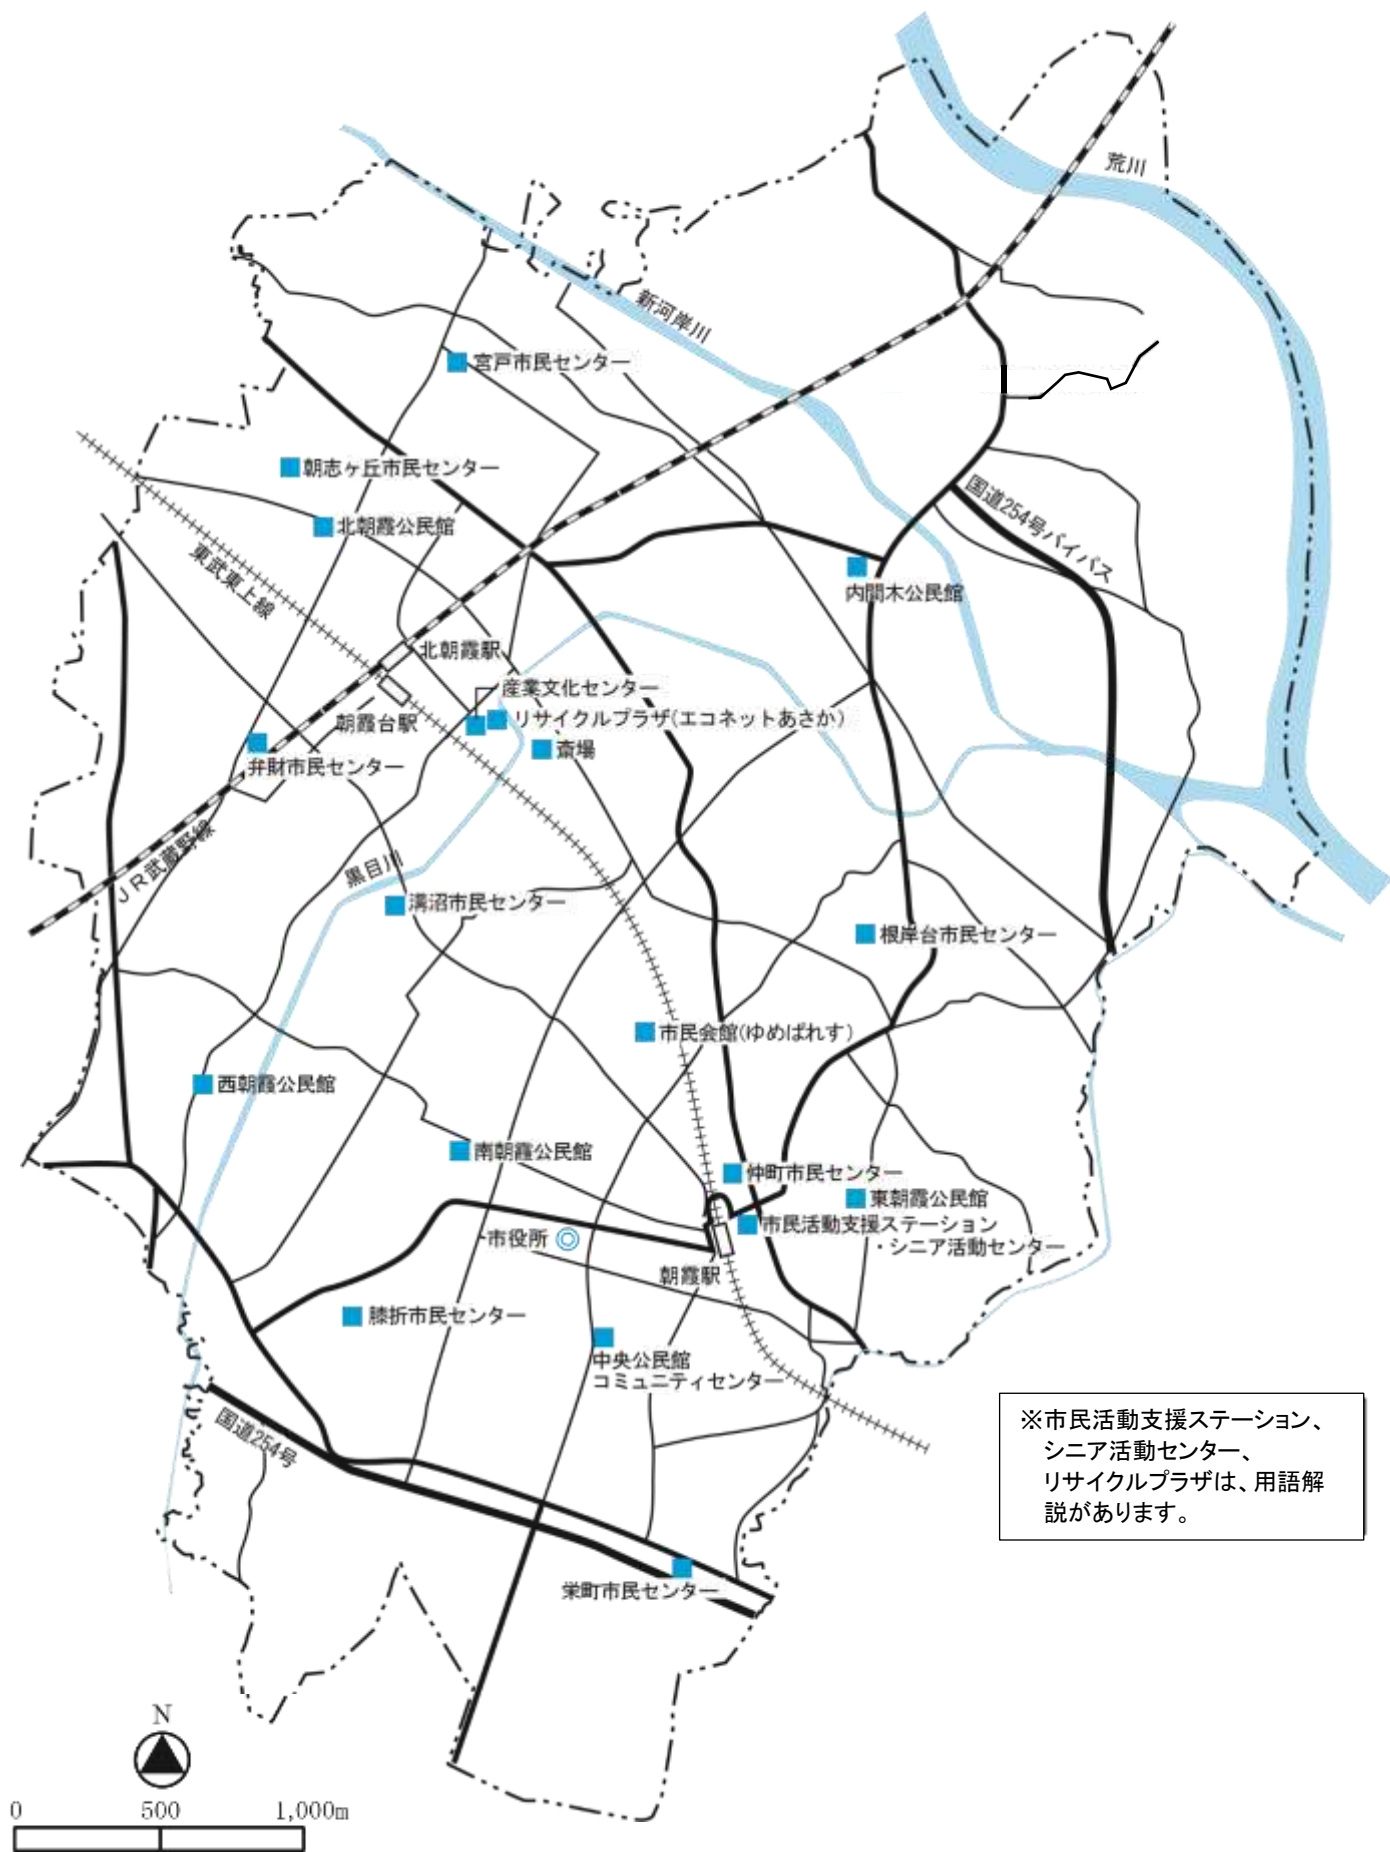 荒川
新河岸川
宮戸市民センター
朝志ヶ丘市民センター
国道254号バイパス
北朝霞公民館
東武東上線
内間木公民館
北朝霞駅
産業文化センター
リサイクルプラザ(エコネットあさか)
朝霞台駅
斎場
弁財市民センター
JR武蔵野線
黒目川
溝沼市民センター
根岸台市民センター
市民会館(ゆめぱれす)
西朝霞公民館
南朝霞公民館
仲町市民センター
東朝霞公民館
市民活動支援ステーション
・シニア活動センター
市役所
朝霞駅
膝折市民センター
中央公民館
コミュニティセンター
国道254号
※市民活動支援ステーション、
シニア活動センター、
リサイクルプラザは、用語解
説があります。
栄町市民センター
N
0 500 1,000m